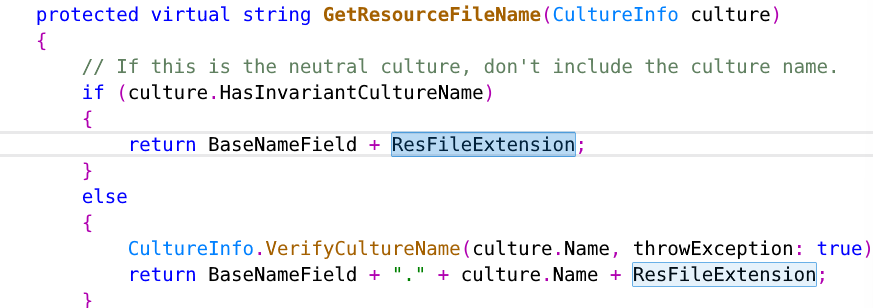 protected virtual string GetResourceFileName(CultureInfo culture)
{
// If this is the neutral culture, don't include the culture name.
if (culture.HasInvariantCultureName)
{
return BaseNameField + ResFileExtension;
}
else
{
CultureInfo.VerifyCultureName(culture.Name, throwException: true)
return BaseNameField + "." + culture.Name + ResFileExtension;
}